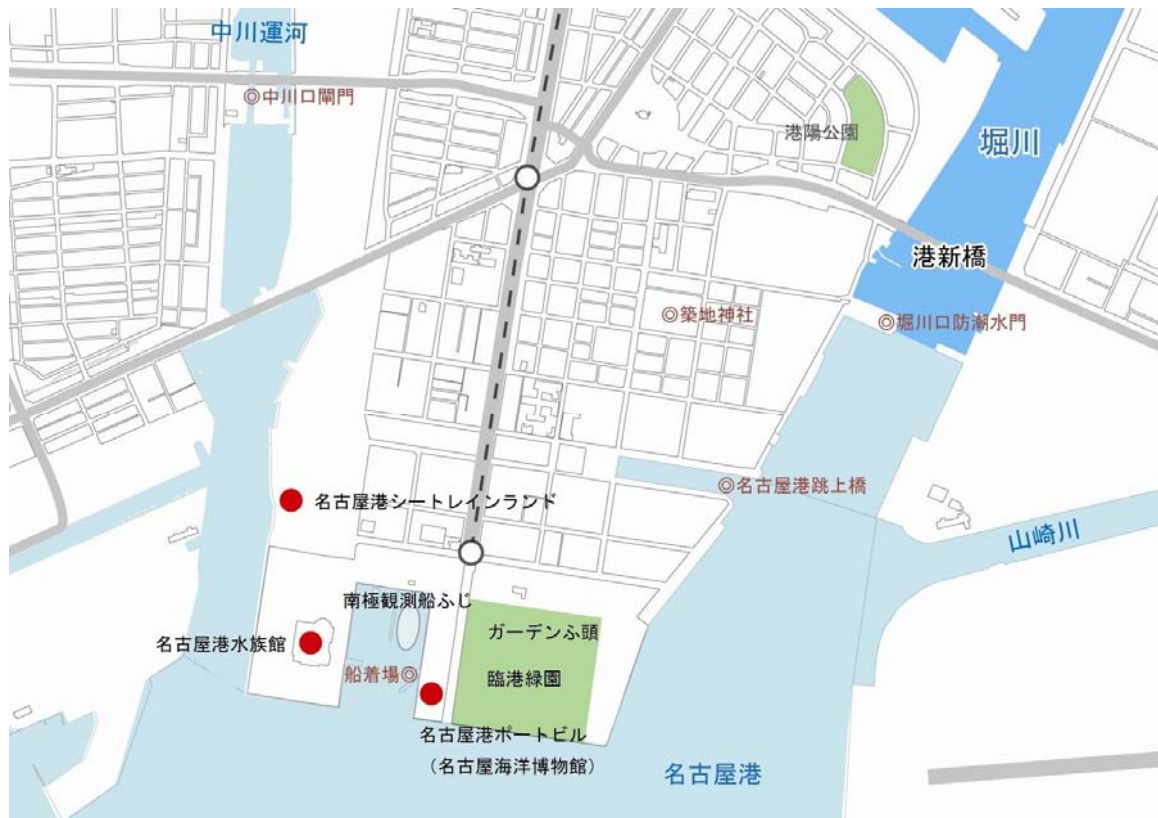 中川運河
◎中川口閘門
港陽公園
堀川
港新橋
◎築地神社
◎堀川口防潮水門
◎名古屋港跳上橋
名古屋港シートレインランド
山崎川
南極観測船ふじ
ガーデンふ頭
名古屋港水族館
船着場◎
臨港緑園
名古屋港ポートビル
（名古屋海洋博物館）
名古屋港